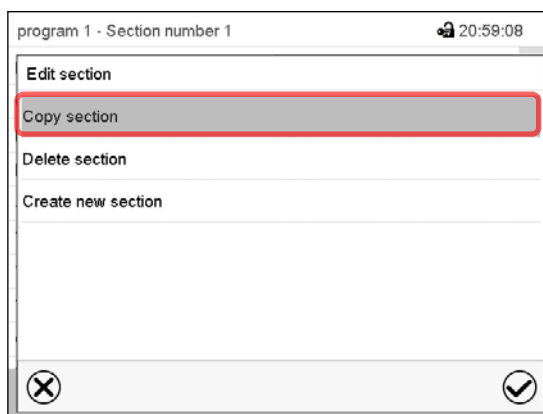 program 1 - Section number 1 20:59:08
Edit section
Copy section
Delete section
Create new section